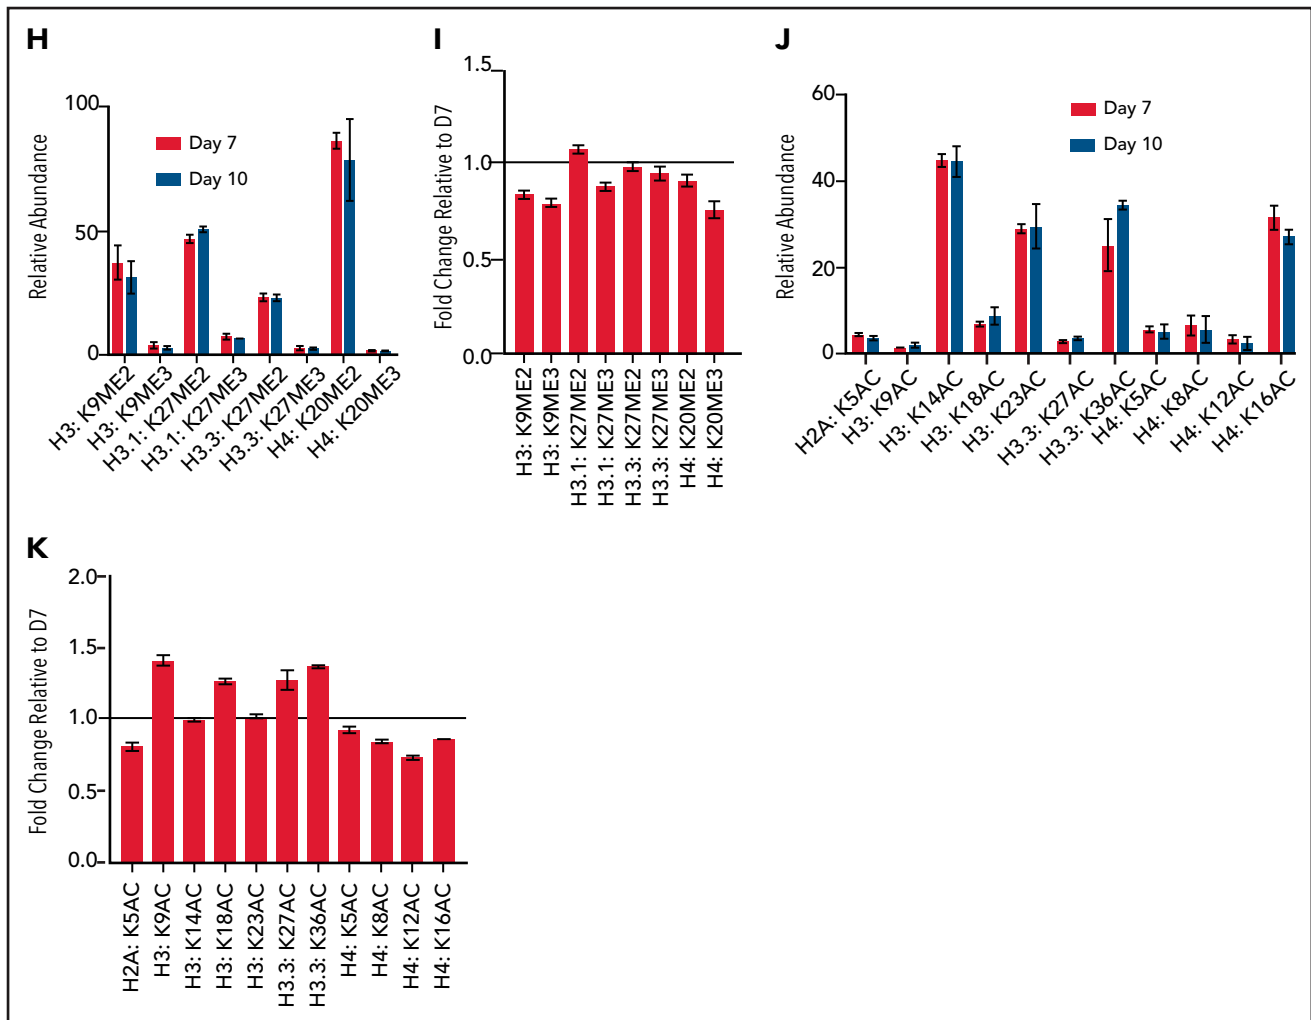 H
Relative Abundance
100
50
0
Day 7
Day 10
H3: K9ME2
H3: K9ME3
H3.1: K27ME2
H3.1: K27ME3
H3.3: K27ME2
H3.3: K27ME3
H4: K20ME2
H4: K20ME3
I
Fold Change Relative to D7
1.5
1.0
0.5
0.0
H3: K9ME2
H3: K9ME3
H3.1: K27ME2
H3.1: K27ME3
H3.3: K27ME2
H3.3: K27ME3
H4: K20ME2
H4: K20ME3
J
Relative Abundance
60
40
20
0
Day 7
Day 10
H2A: K5AC
H3: K9AC
H3: K14AC
H3: K18AC
H3: K23AC
H3.3: K27AC
H3.3: K36AC
H4: K5AC
H4: K8AC
H4: K12AC
H4: K16AC
K
Fold Change Relative to D7
2.0
1.5
1.0
0.5
0.0
H2A: K5AC
H3: K9AC
H3: K14AC
H3: K18AC
H3: K23AC
H3.3: K27AC
H3.3: K36AC
H4: K5AC
H4: K8AC
H4: K12AC
H4: K16AC